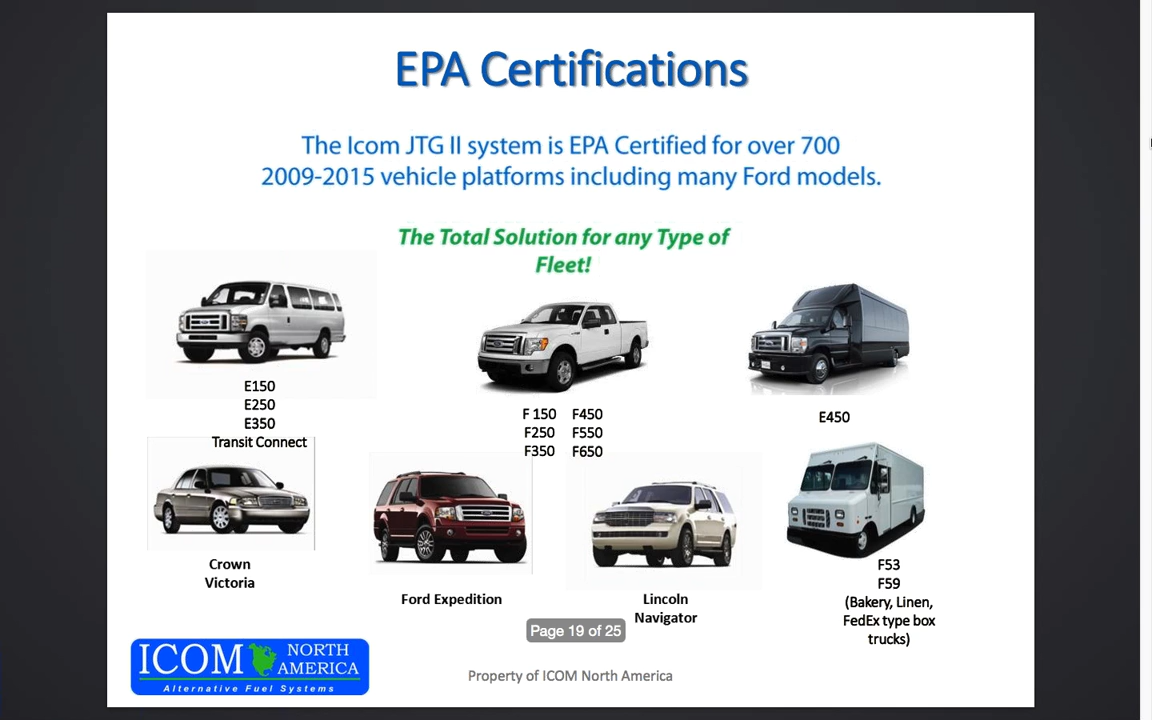 EPA Certifications
The Icom JTG II system is EPA Certified for over 700
2009-2015 vehicle platforms including many Ford models.
The Total Solution for any Type of
Fleet!
E150
E250
E350
Transit Connect
F 150 F450
F250 F550
F350 F650
E450
Crown
Victoria
Ford Expedition
Lincoln
Navigator
F53
F59
(Bakery, Linen,
FedEx type box
trucks)
Page 19 of 25
ICOM NORTH AMERICA
Alternative Fuel Systems
Property of ICOM North America